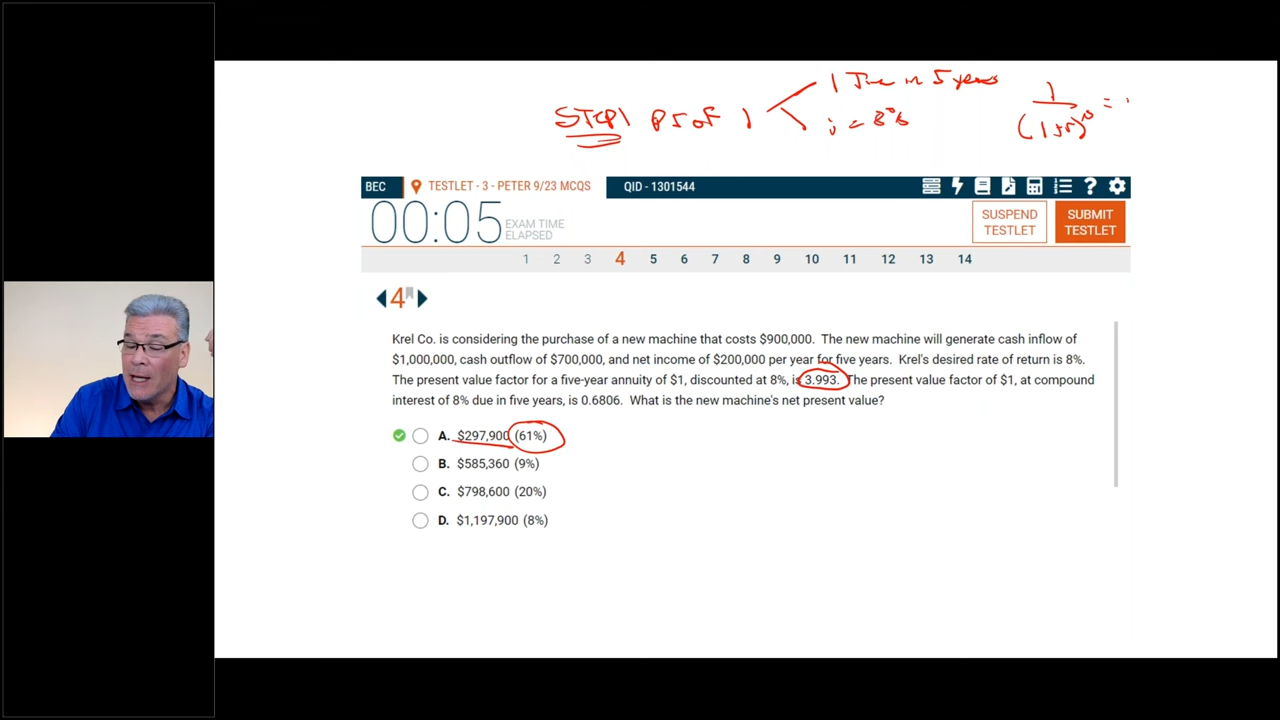 1 Time in 5 years
STEP1 PV of 1
i = 8%
1
(1+r)
BEC TESTLET - 3 - PETER 9/23 MCQS QID - 1301544
00:05 EXAM TIME ELAPSED
SUSPEND TESTLET
SUBMIT TESTLET
1 2 3 4 5 6 7 8 9 10 11 12 13 14
4
Krel Co. is considering the purchase of a new machine that costs $900,000. The new machine will generate cash inflow of
$1,000,000, cash outflow of $700,000, and net income of $200,000 per year for five years. Krel's desired rate of return is 8%.
The present value factor for a five-year annuity of $1, discounted at 8%, is 3.993. The present value factor of $1, at compound
interest of 8% due in five years, is 0.6806. What is the new machine's net present value?
A. $297,900 (61%)
B. $585,360 (9%)
C. $798,600 (20%)
D. $1,197,900 (8%)